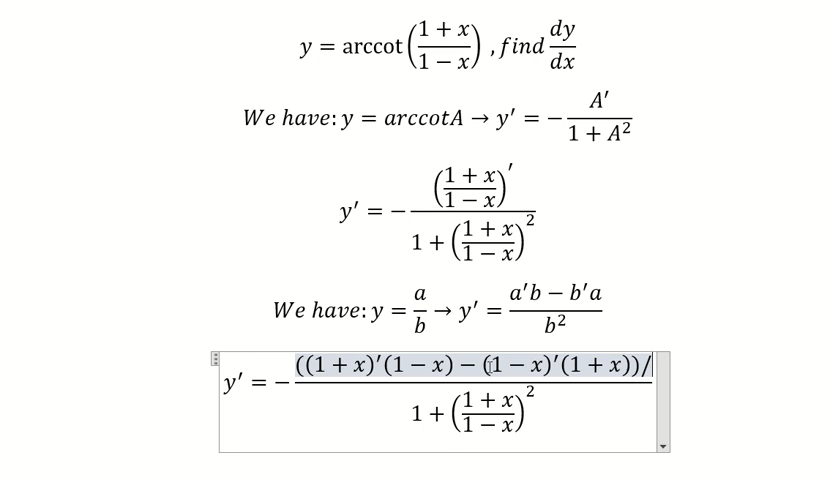 y = arccot((1 + x)/(1 − x)) , find dy/dx
We have: y = arccotA → y′ = − A′/(1 + A²)
y′ = − ((1 + x)/(1 − x))′/(1 + ((1 + x)/(1 − x))²)
We have: y = a/b → y′ = (a′b − b′a)/b²
y′ = − ((1 + x)′(1 − x) − (1 − x)′(1 + x))/ / (1 + ((1 + x)/(1 − x))²)